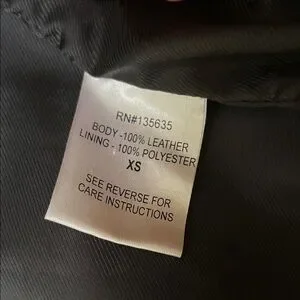 RN#135635
BODY -100% LEATHER
LINING - 100% POLYESTER
XS
SEE REVERSE FOR
CARE INSTRUCTIONS